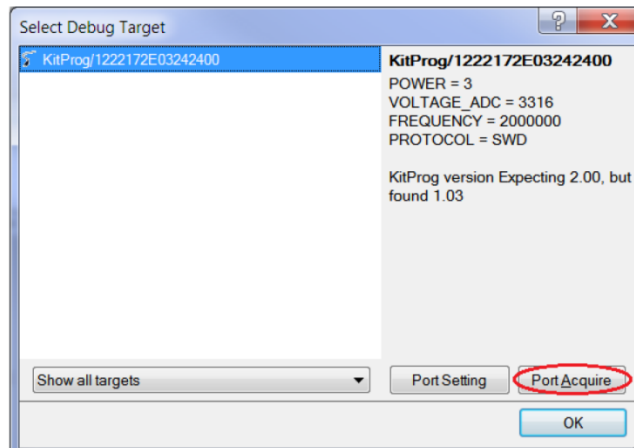 Select Debug Target
KitProg/1222172E03242400
KitProg/1222172E03242400
POWER = 3
VOLTAGE_ADC = 3316
FREQUENCY = 2000000
PROTOCOL = SWD
KitProg version Expecting 2.00, but
found 1.03
Show all targets
Port Setting
Port Acquire
OK